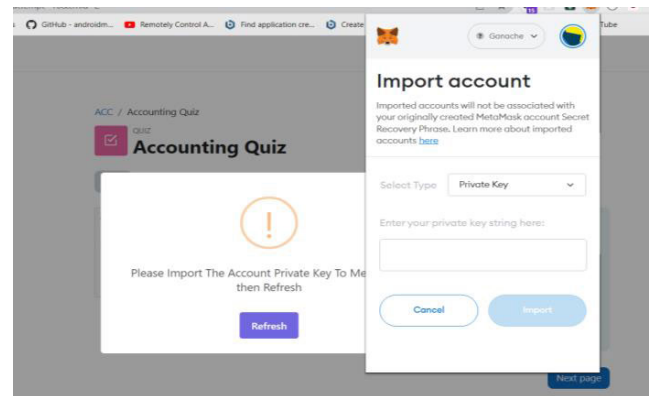 GitHub - androidm...
Remotely Control A...
Find application cre...
Create
Tube
Ganache
Import account
Imported accounts will not be associated with
your originally created MetaMask account Secret
Recovery Phrase. Learn more about imported
accounts here
ACC / Accounting Quiz
QUIZ
Accounting Quiz
Select Type
Private Key
Enter your private key string here:
Please Import The Account Private Key To Me
then Refresh
Refresh
Cancel
Import
Next page